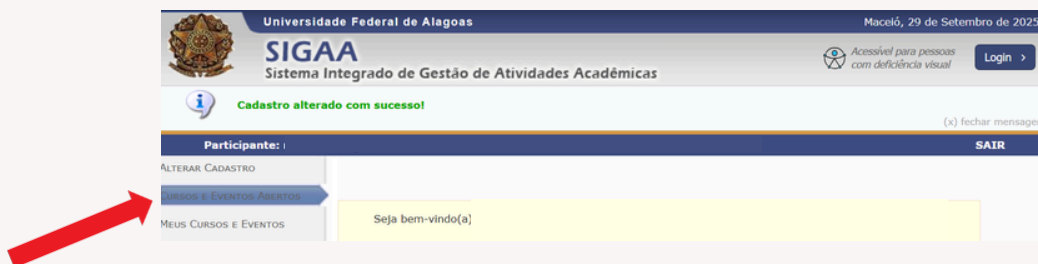 Universidade Federal de Alagoas
Maceió, 29 de Setembro de 2025
SIGAA
Sistema Integrado de Gestão de Atividades Acadêmicas
Acessível para pessoas
com deficiência visual
Login >
Cadastro alterado com sucesso!
(x) fechar mensage
Participante:
SAIR
ALTERAR CADASTRO
CURSOS E EVENTOS ABERTOS
MEUS CURSOS E EVENTOS
Seja bem-vindo(a)